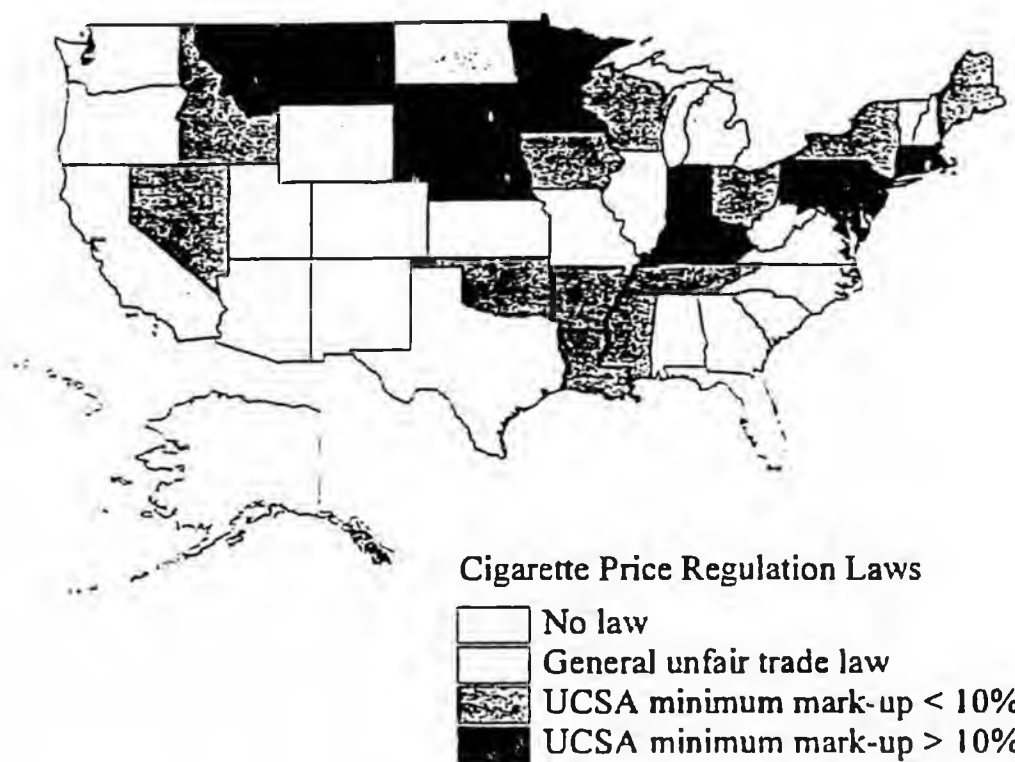 Cigarette Price Regulation Laws
No law
General unfair trade law
UCSA minimum mark-up < 10%
UCSA minimum mark-up > 10%